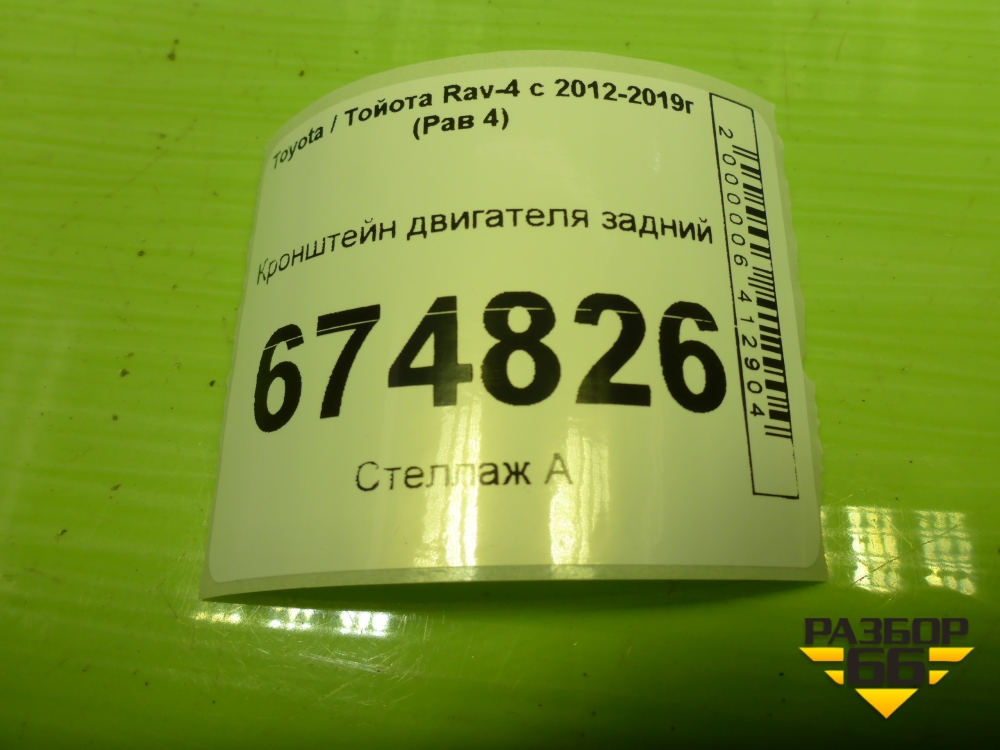 Toyota / Тойота Rav-4 с 2012-2019г
(Рав 4)
Кронштейн двигателя задний
674826
Стеллаж А
2000006412904
РАЗБОР
66